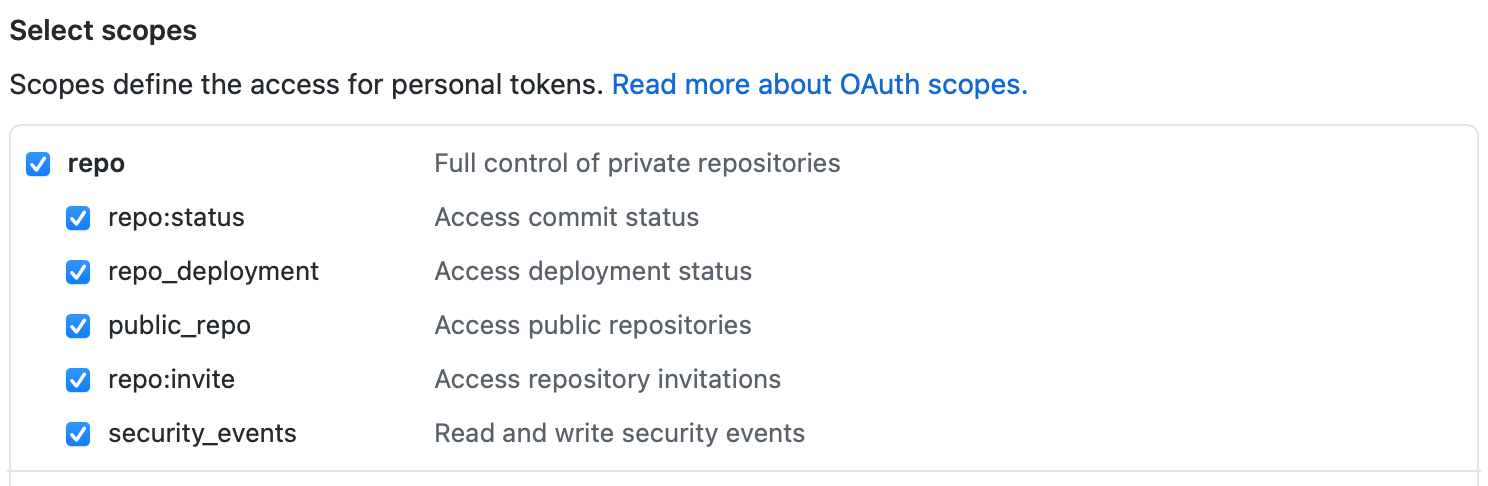 Select scopes
Scopes define the access for personal tokens. Read more about OAuth scopes.
repo Full control of private repositories
repo:status Access commit status
repo_deployment Access deployment status
public_repo Access public repositories
repo:invite Access repository invitations
security_events Read and write security events